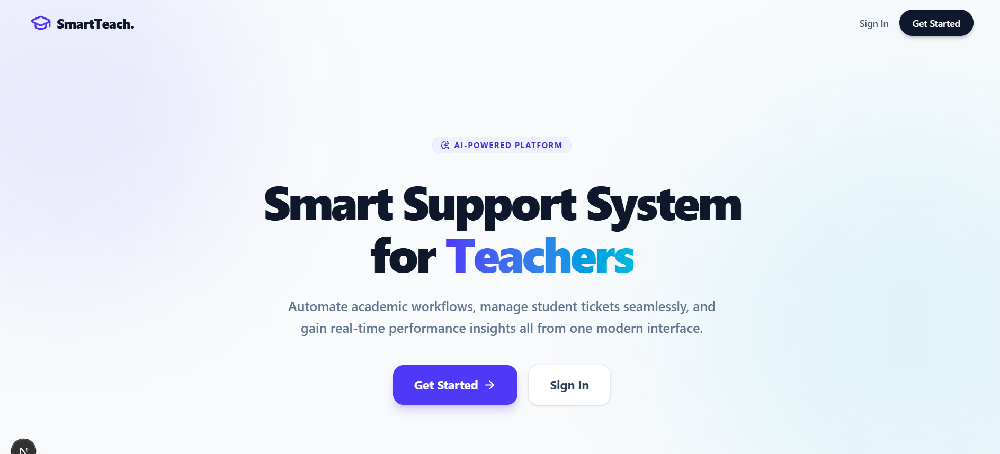 SmartTeach.
Sign In
Get Started
AI-POWERED PLATFORM
Smart Support System
for Teachers
Automate academic workflows, manage student tickets seamlessly, and
gain real-time performance insights all from one modern interface.
Get Started
Sign In
N